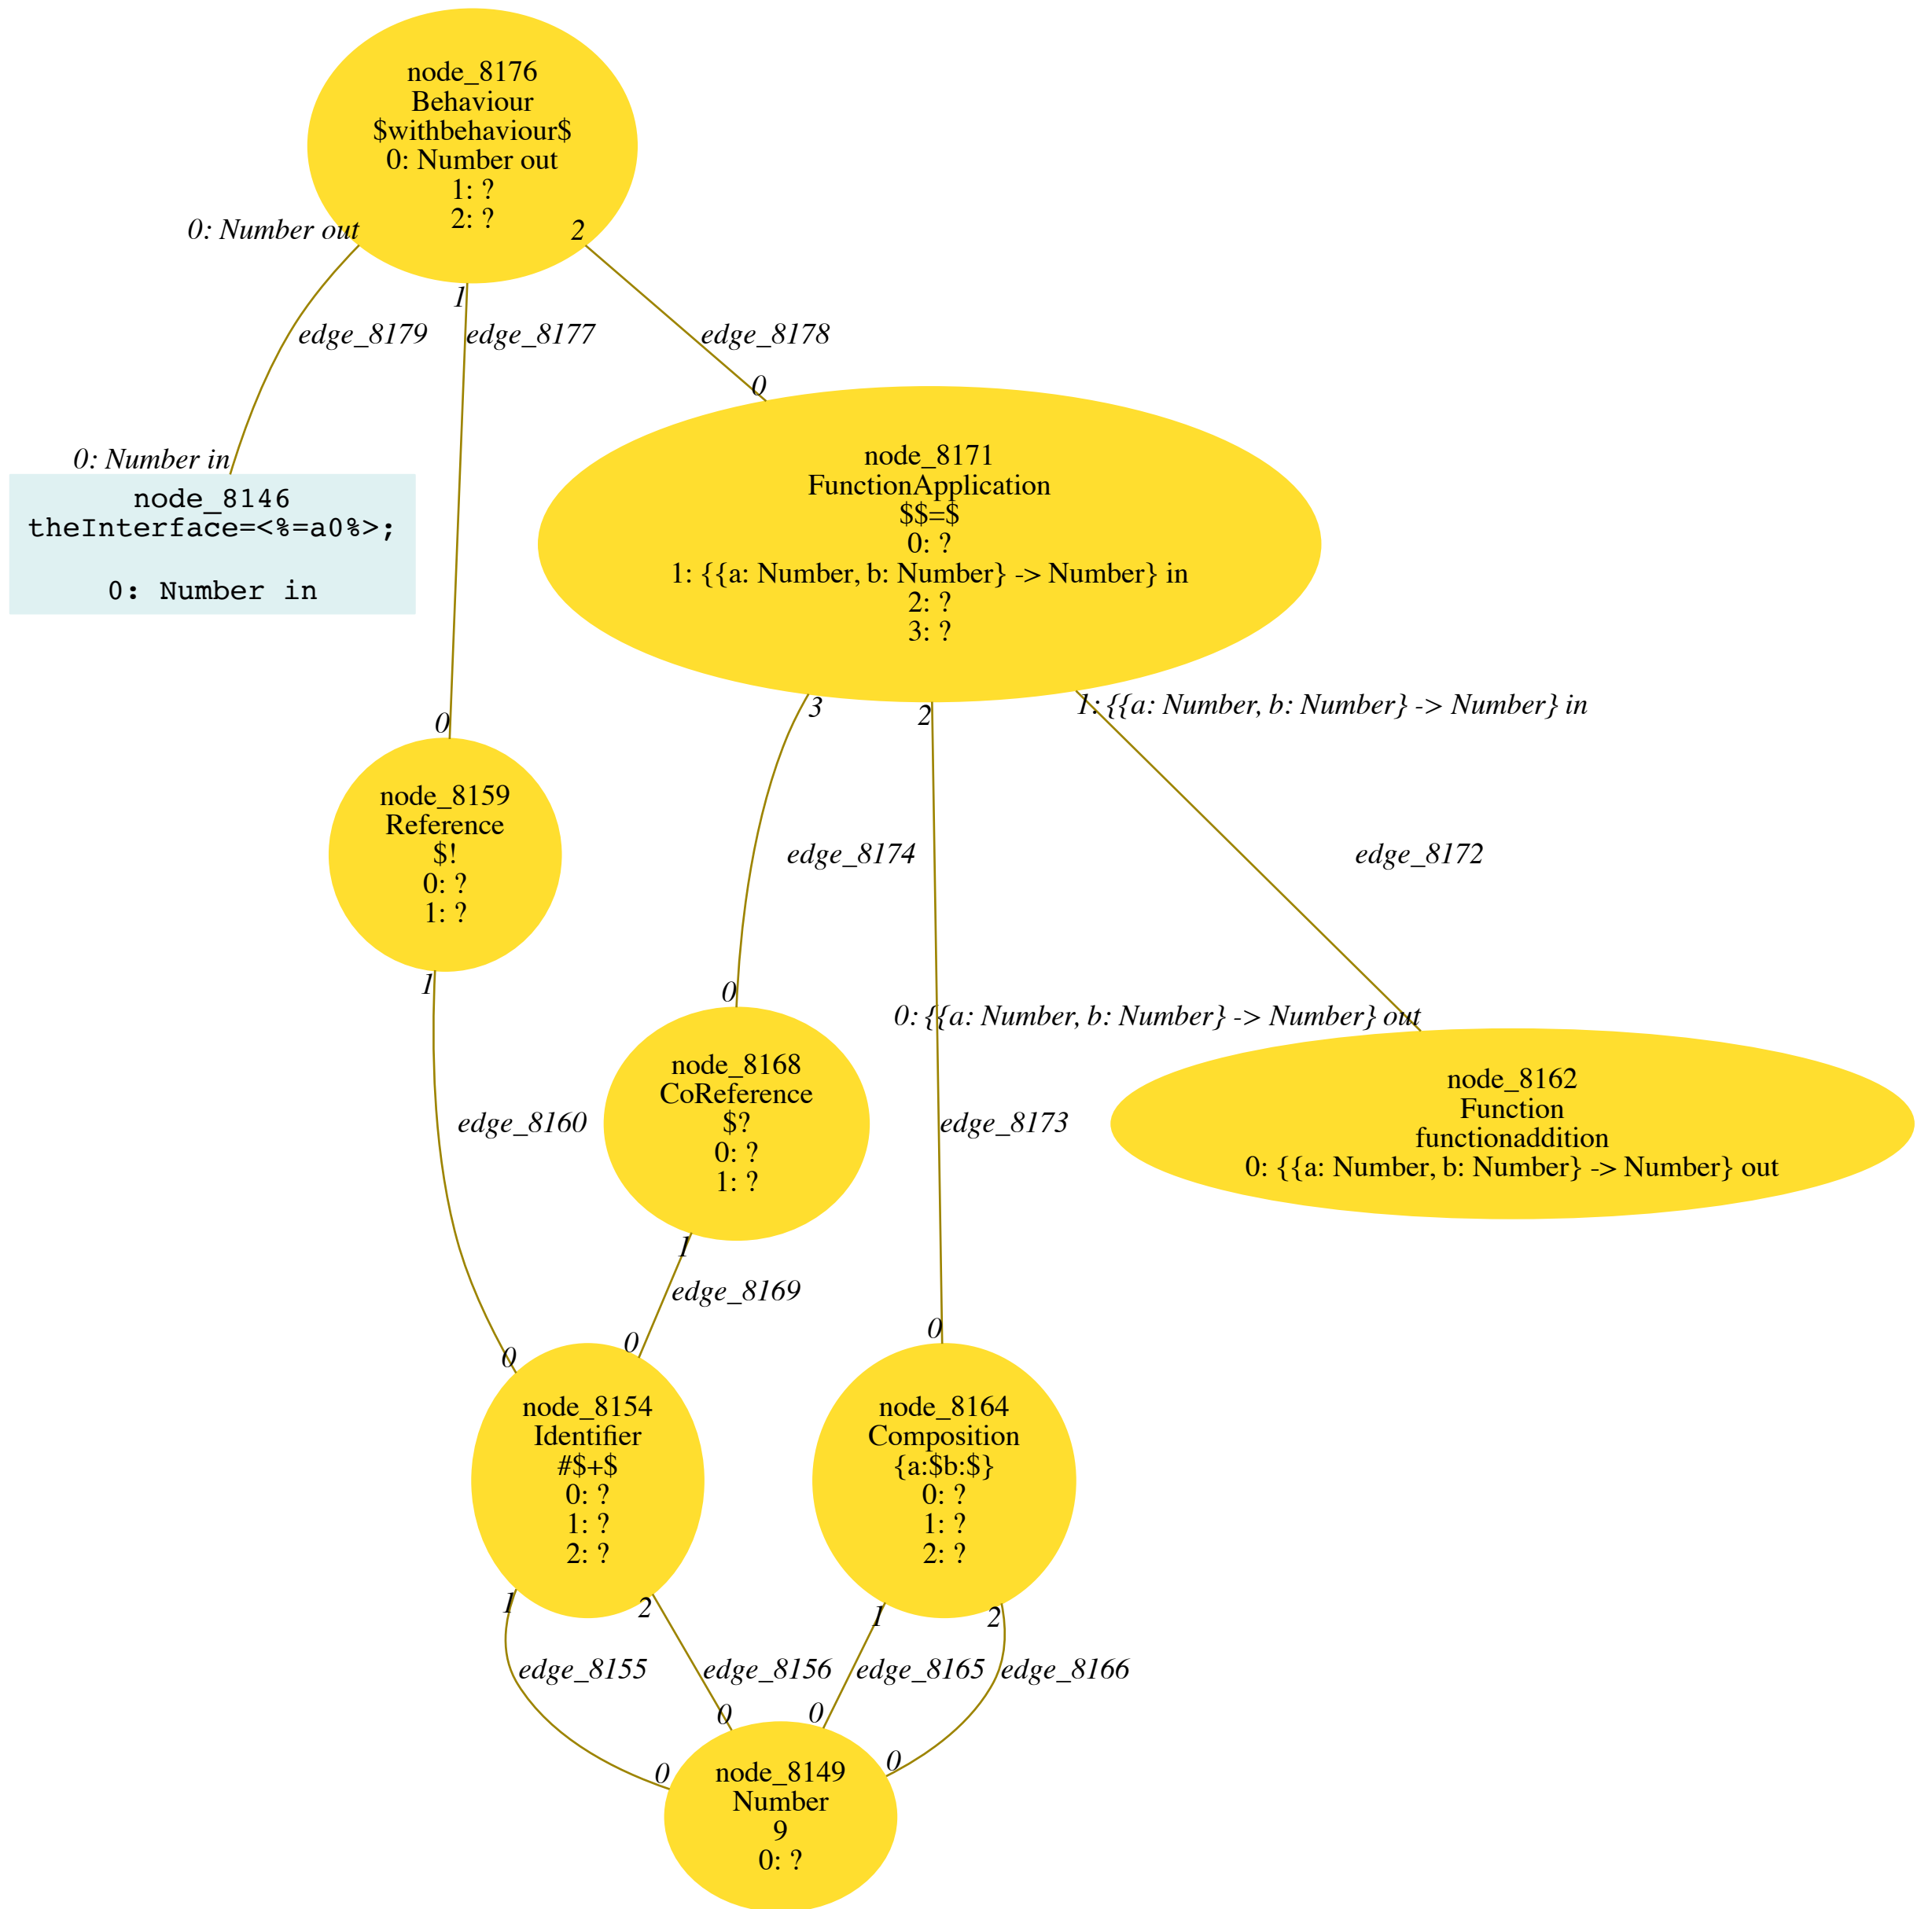 node_8176
Behaviour
$withbehaviour$
0: Number out
1: ?
2: ?
0: Number out
2
1
edge_8179
edge_8177
edge_8178
0
0: Number in
node_8146
theInterface=<%=a0%>;
0: Number in
node_8171
FunctionApplication
$$=$
0: ?
1: {{a: Number, b: Number} -> Number} in
2: ?
3: ?
3
2
1: {{a: Number, b: Number} -> Number} in
0
node_8159
Reference
$!
0: ?
1: ?
edge_8174
edge_8172
1
0
0: {{a: Number, b: Number} -> Number} out
node_8168
CoReference
$?
0: ?
1: ?
edge_8160
edge_8173
node_8162
Function
functionaddition
0: {{a: Number, b: Number} -> Number} out
1
edge_8169
0
0
0
node_8154
Identifier
#$+$
0: ?
1: ?
2: ?
node_8164
Composition
{a:$b:$}
0: ?
1: ?
2: ?
1
2
1
2
edge_8155
edge_8156
edge_8165
edge_8166
0
0
0
0
node_8149
Number
9
0: ?